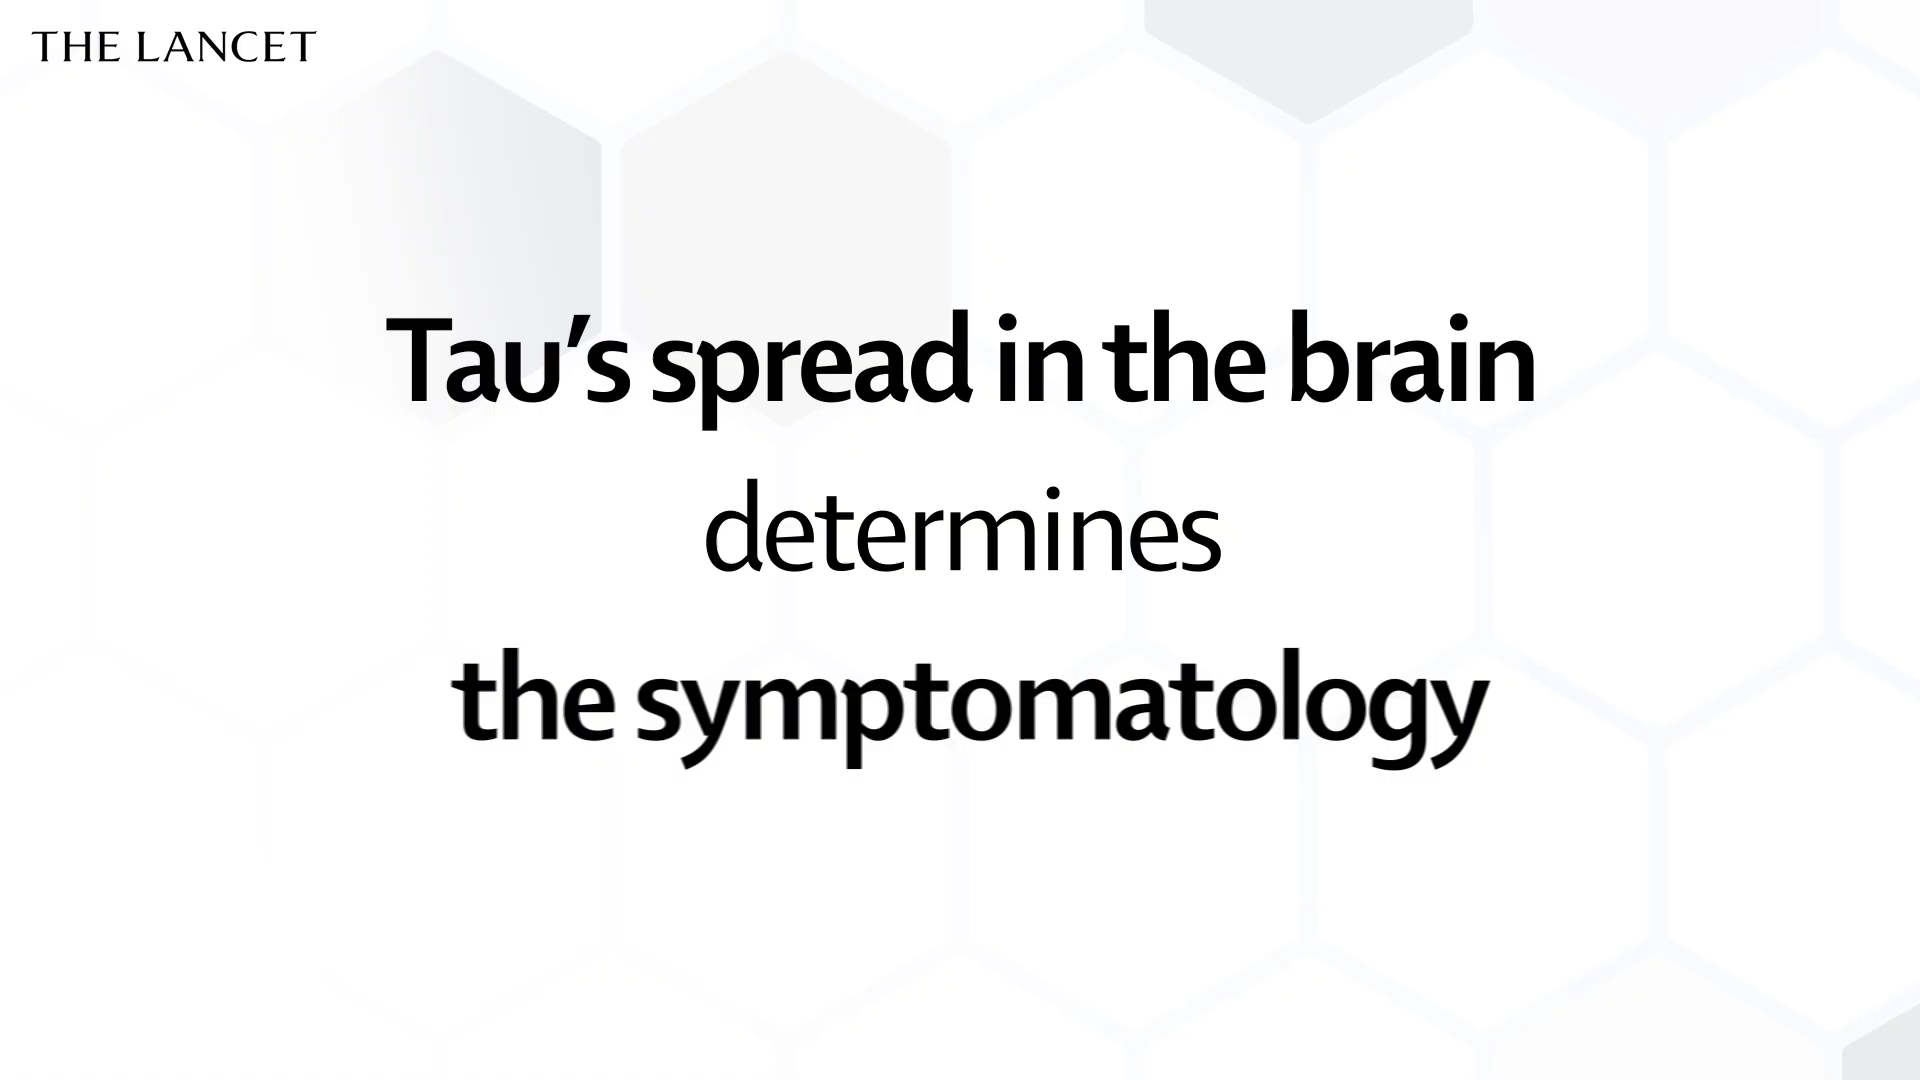 THE LANCET
Tau′s spread in the brain
determines
the symptomatology